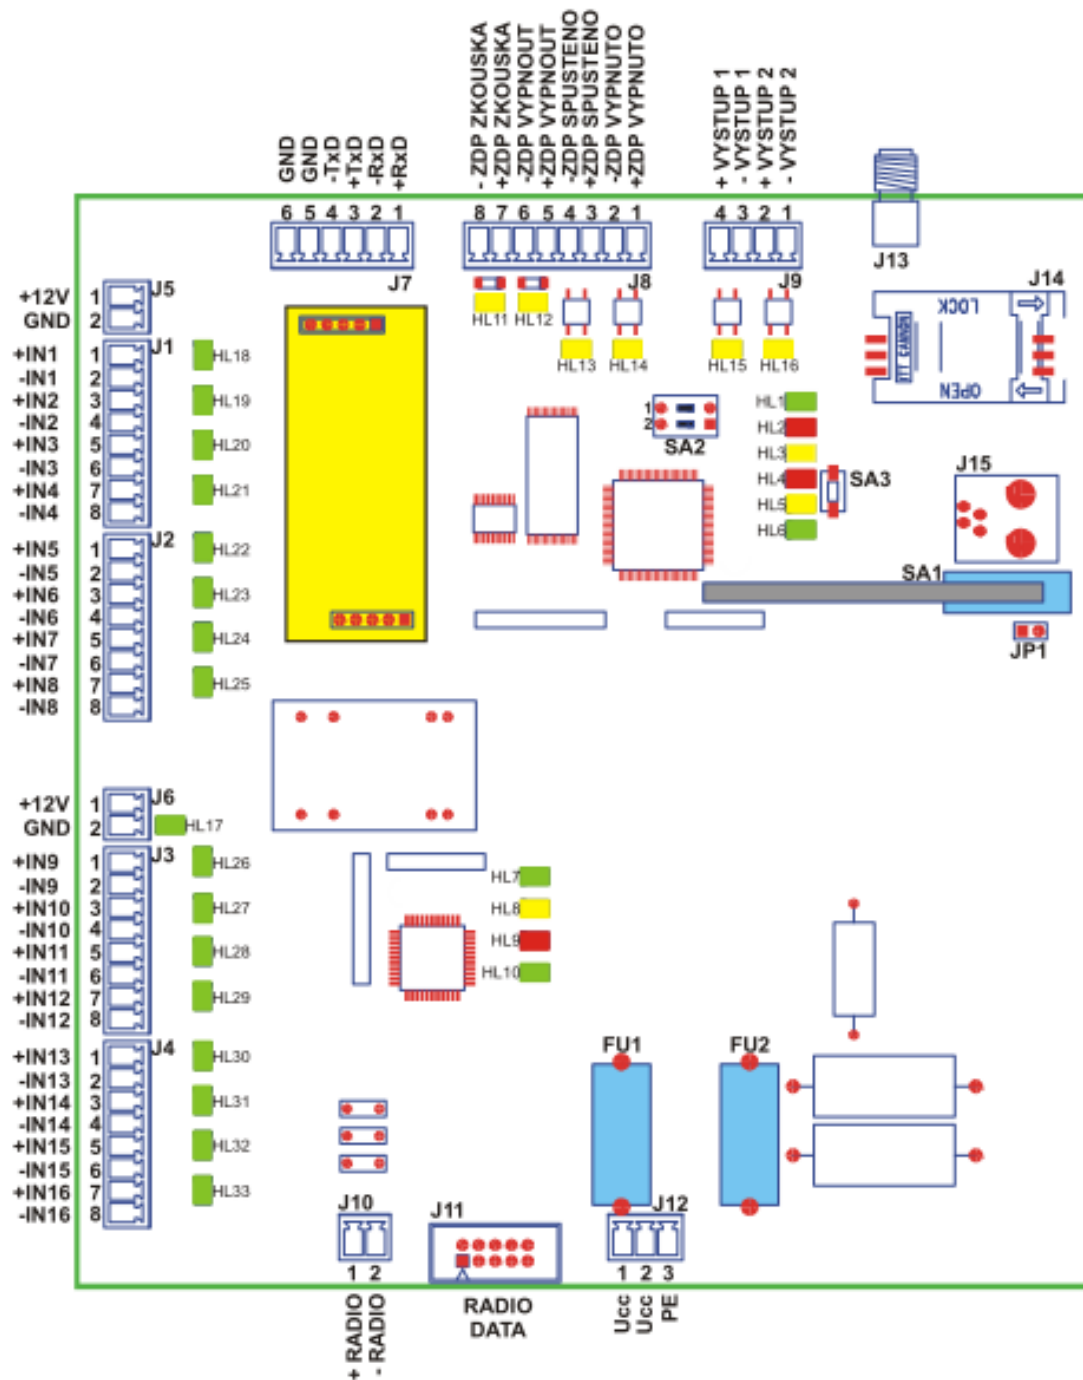 GND
GND
-TxD
+TxD
-RxD
+RxD
- ZDP ZKOUSKA
+ZDP ZKOUSKA
-ZDP VYPNOUT
+ZDP VYPNOUT
-ZDP SPUSTENO
+ZDP SPUSTENO
-ZDP VYPNUTO
+ZDP VYPNUTO
+ VYSTUP 1
- VYSTUP 1
+ VYSTUP 2
- VYSTUP 2
6 5 4 3 2 1
8 7 6 5 4 3 2 1
4 3 2 1
J7
J8
J9
J13
J14
LOCK
ITT CANNON
OPEN
HL11
HL12
HL13
HL14
HL15
HL16
+12V 1 J5
GND 2
+IN1 1 J1
-IN1 2
+IN2 3
-IN2 4
+IN3 5
-IN3 6
+IN4 7
-IN4 8
HL18
HL19
HL20
HL21
1
2
SA2
HL1
HL2
HL3
HL4
HL5
HL6
SA3
J15
SA1
JP1
+IN5 1 J2
-IN5 2
+IN6 3
-IN6 4
+IN7 5
-IN7 6
+IN8 7
-IN8 8
HL22
HL23
HL24
HL25
+12V 1 J6
GND 2 HL17
+IN9 1 J3
-IN9 2
+IN10 3
-IN10 4
+IN11 5
-IN11 6
+IN12 7
-IN12 8
HL26
HL27
HL28
HL29
HL7
HL8
HL9
HL10
+IN13 1 J4
-IN13 2
+IN14 3
-IN14 4
+IN15 5
-IN15 6
+IN16 7
-IN16 8
HL30
HL31
HL32
HL33
FU1
FU2
J10
J11
J12
1 2
1 2 3
+ RADIO
- RADIO
RADIO
DATA
Ucc
Ucc
PE